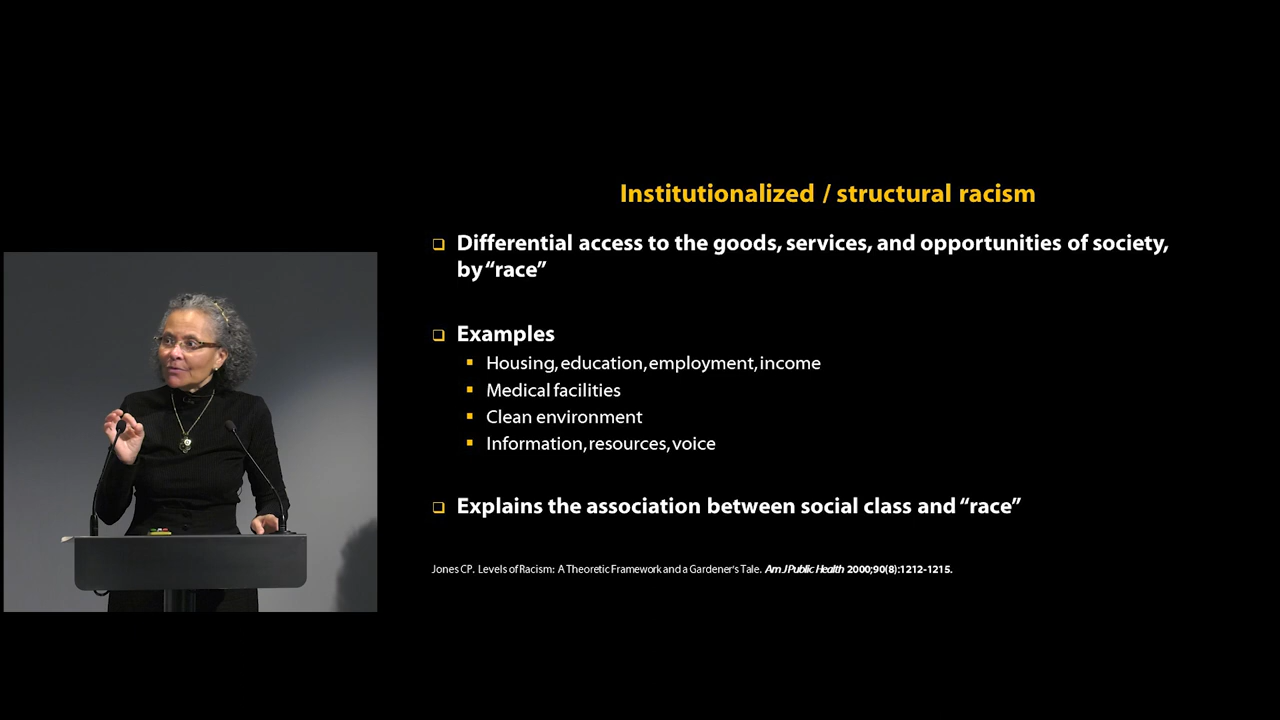 Institutionalized / structural racism
❑ Differential access to the goods, services, and opportunities of society,
by “race”
❑ Examples
▪ Housing, education, employment, income
▪ Medical facilities
▪ Clean environment
▪ Information, resources, voice
❑ Explains the association between social class and “race”
Jones CP. Levels of Racism: A Theoretic Framework and a Gardener's Tale. Am J Public Health 2000;90(8):1212-1215.